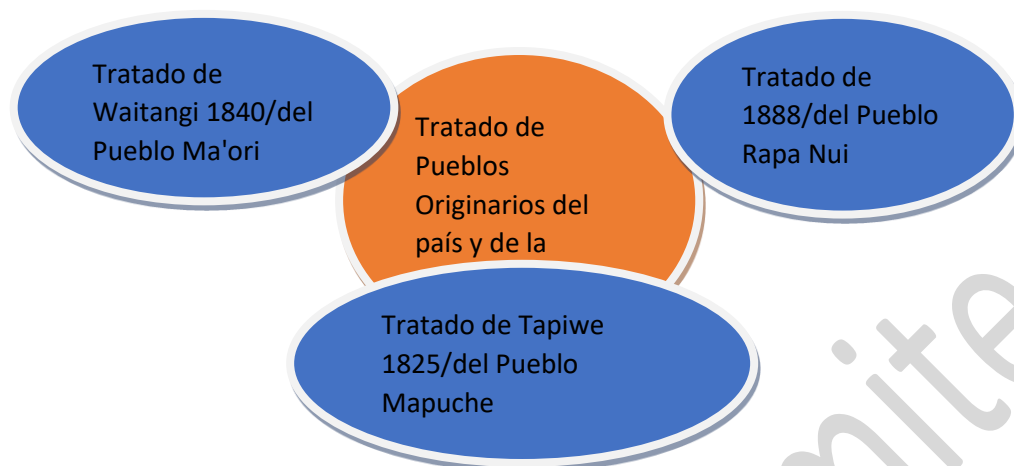 Tratado de
Waitangi 1840/del
Pueblo Ma'ori
Tratado de
Pueblos
Originarios del
país y de la
Tratado de
1888/del Pueblo
Rapa Nui
Tratado de Tapiwe
1825/del Pueblo
Mapuche